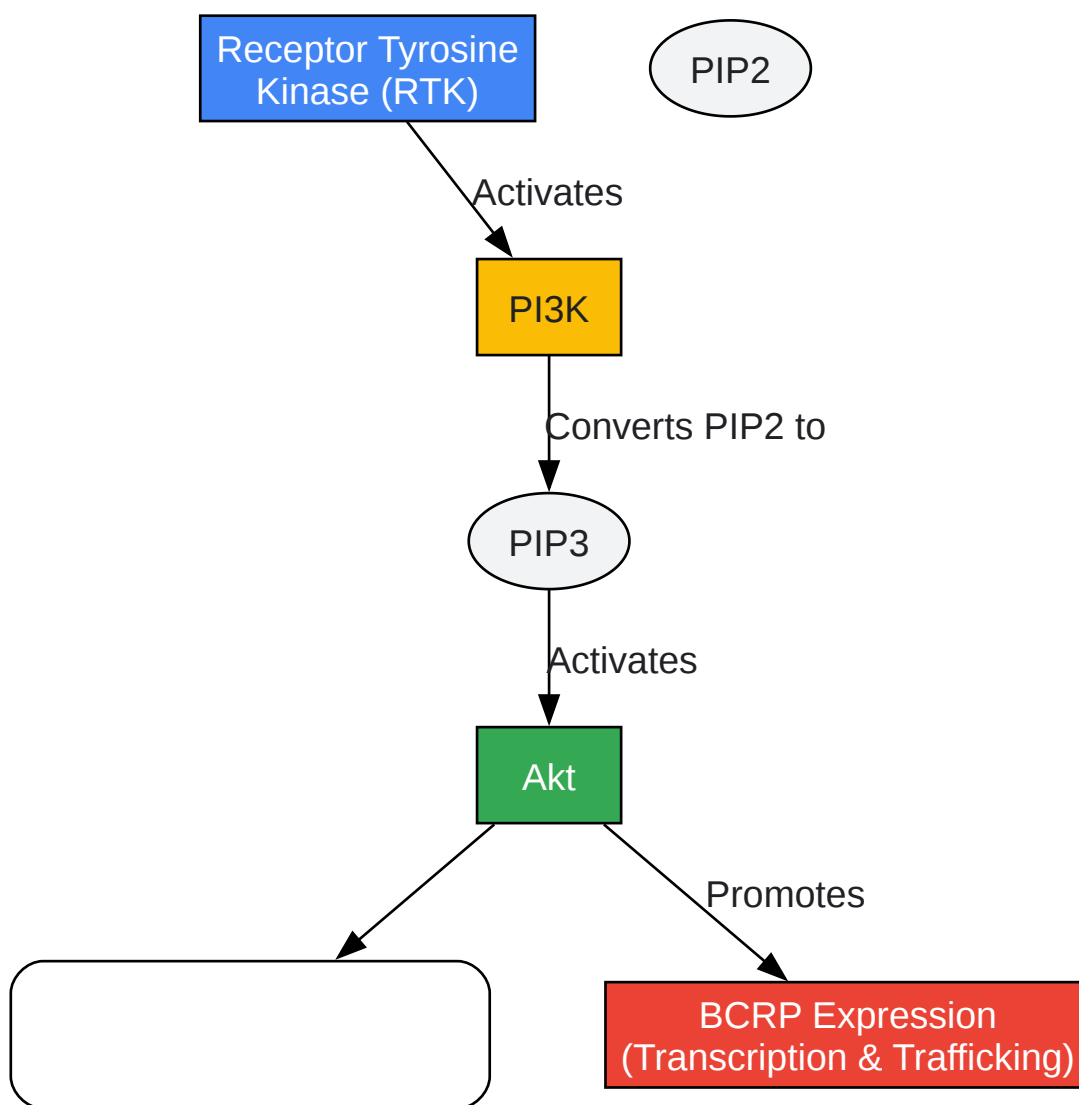 Receptor Tyrosine
Kinase (RTK)
PIP2
Activates
PI3K
Converts PIP2 to
PIP3
Activates
Akt
Promotes
BCRP Expression
(Transcription & Trafficking)